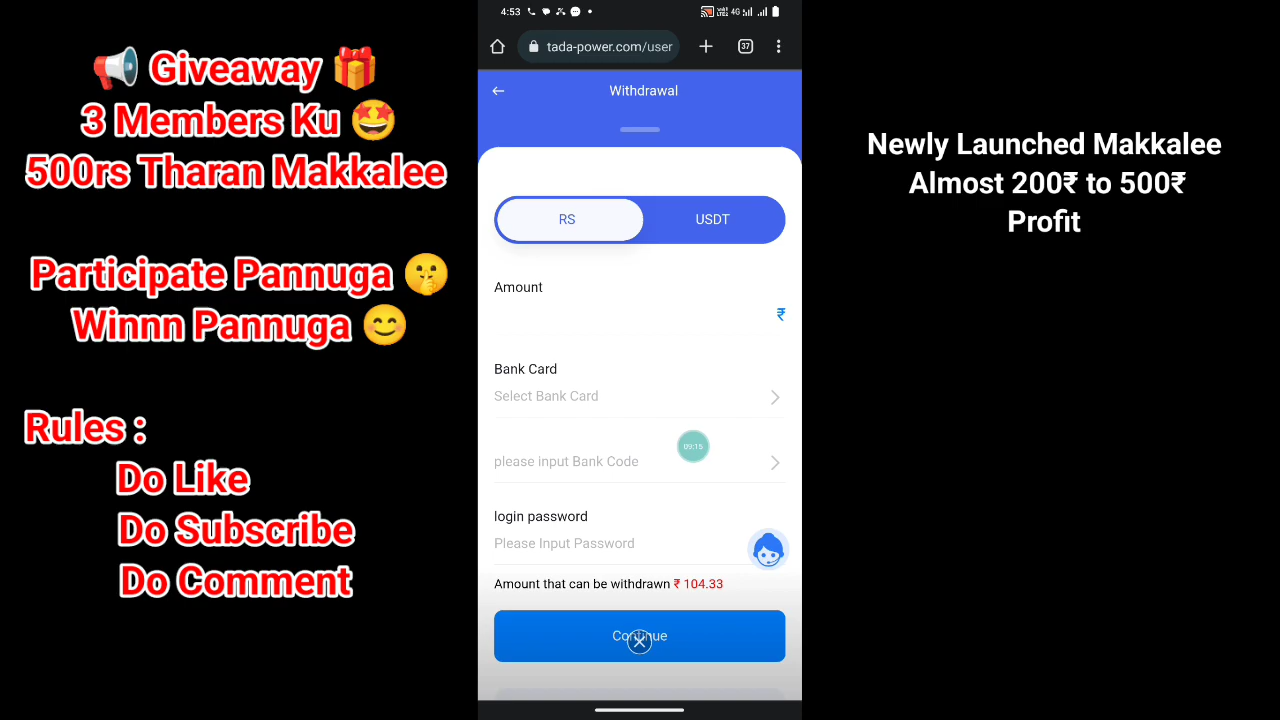 📢 Giveaway 🎁
3 Members Ku 🤩
500rs Tharan Makkalee
Participate Pannuga 🤫
Winnn Pannuga 😊
Rules :
Do Like
Do Subscribe
Do Comment
4:53
4G
tada-power.com/user
37
Withdrawal
RS
USDT
Amount
₹
Bank Card
Select Bank Card
09:15
please input Bank Code
login password
Please Input Password
Amount that can be withdrawn ₹ 104.33
Continue
Newly Launched Makkalee
Almost 200₹ to 500₹
Profit